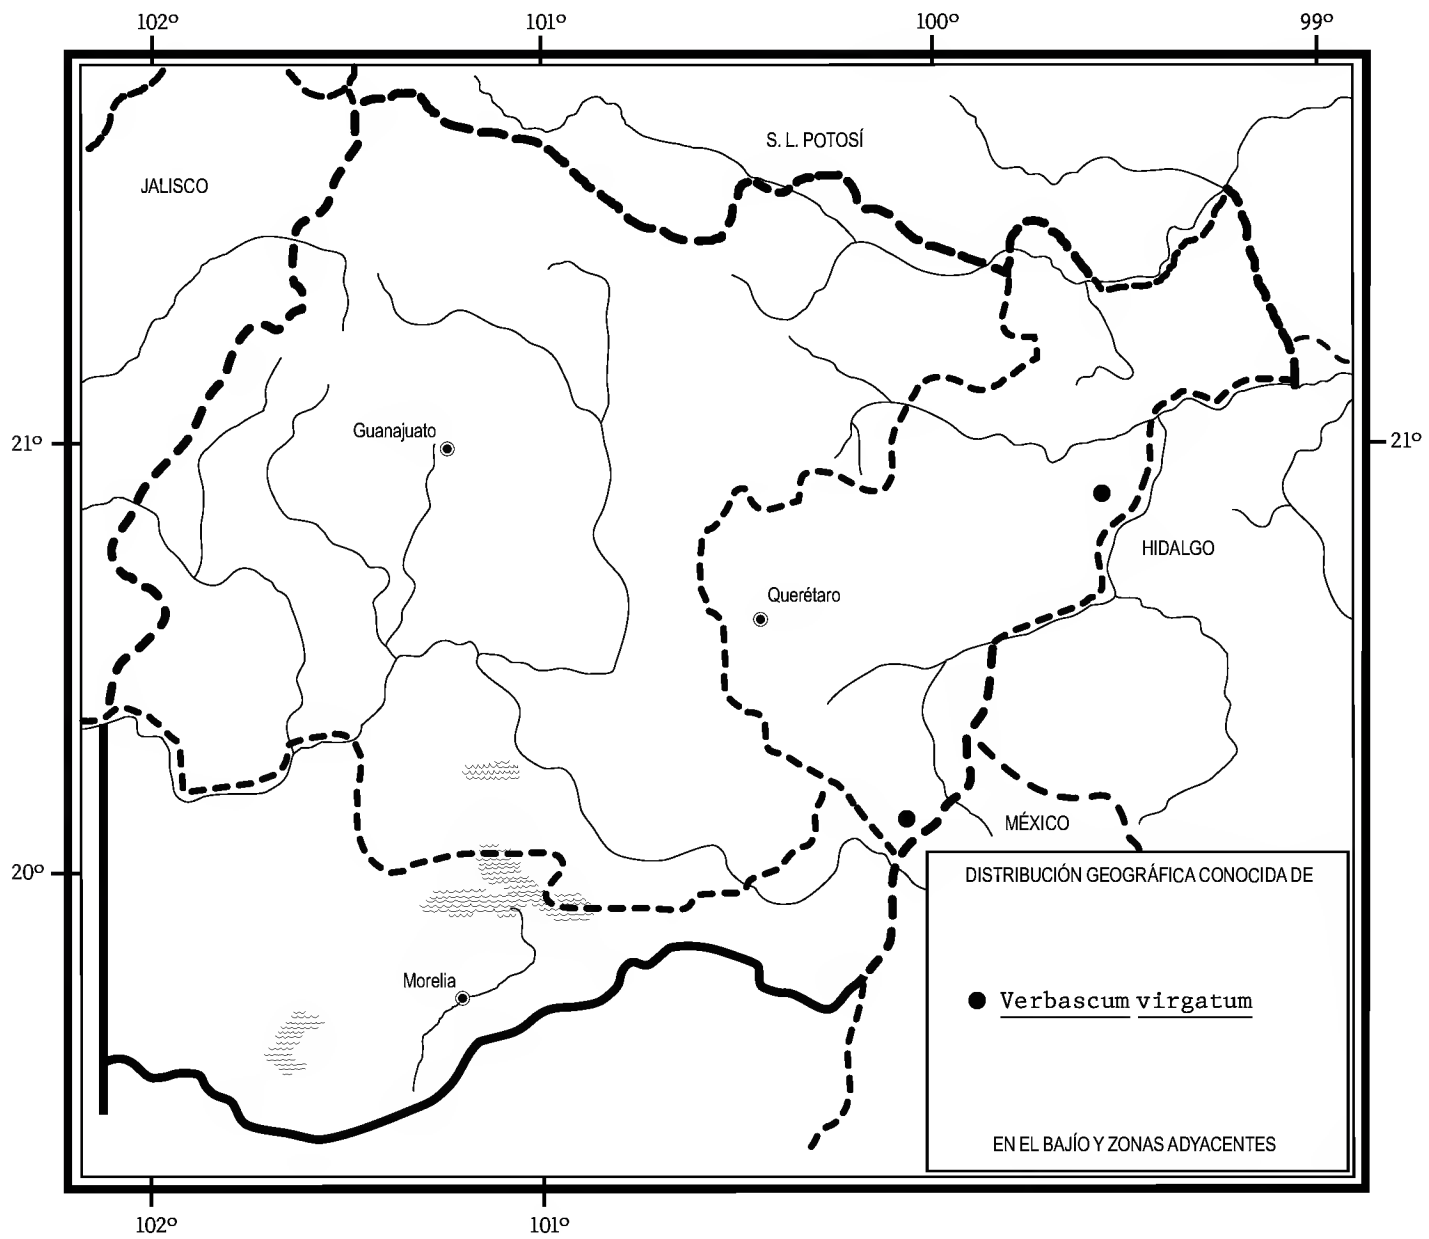 102º 101º 100º 99º
S. L. POTOSÍ
JALISCO
Guanajuato
21º 21º
HIDALGO
Querétaro
MÉXICO
20º
DISTRIBUCIÓN GEOGRÁFICA CONOCIDA DE
Morelia
Verbascum virgatum
EN EL BAJÍO Y ZONAS ADYACENTES
102º 101º